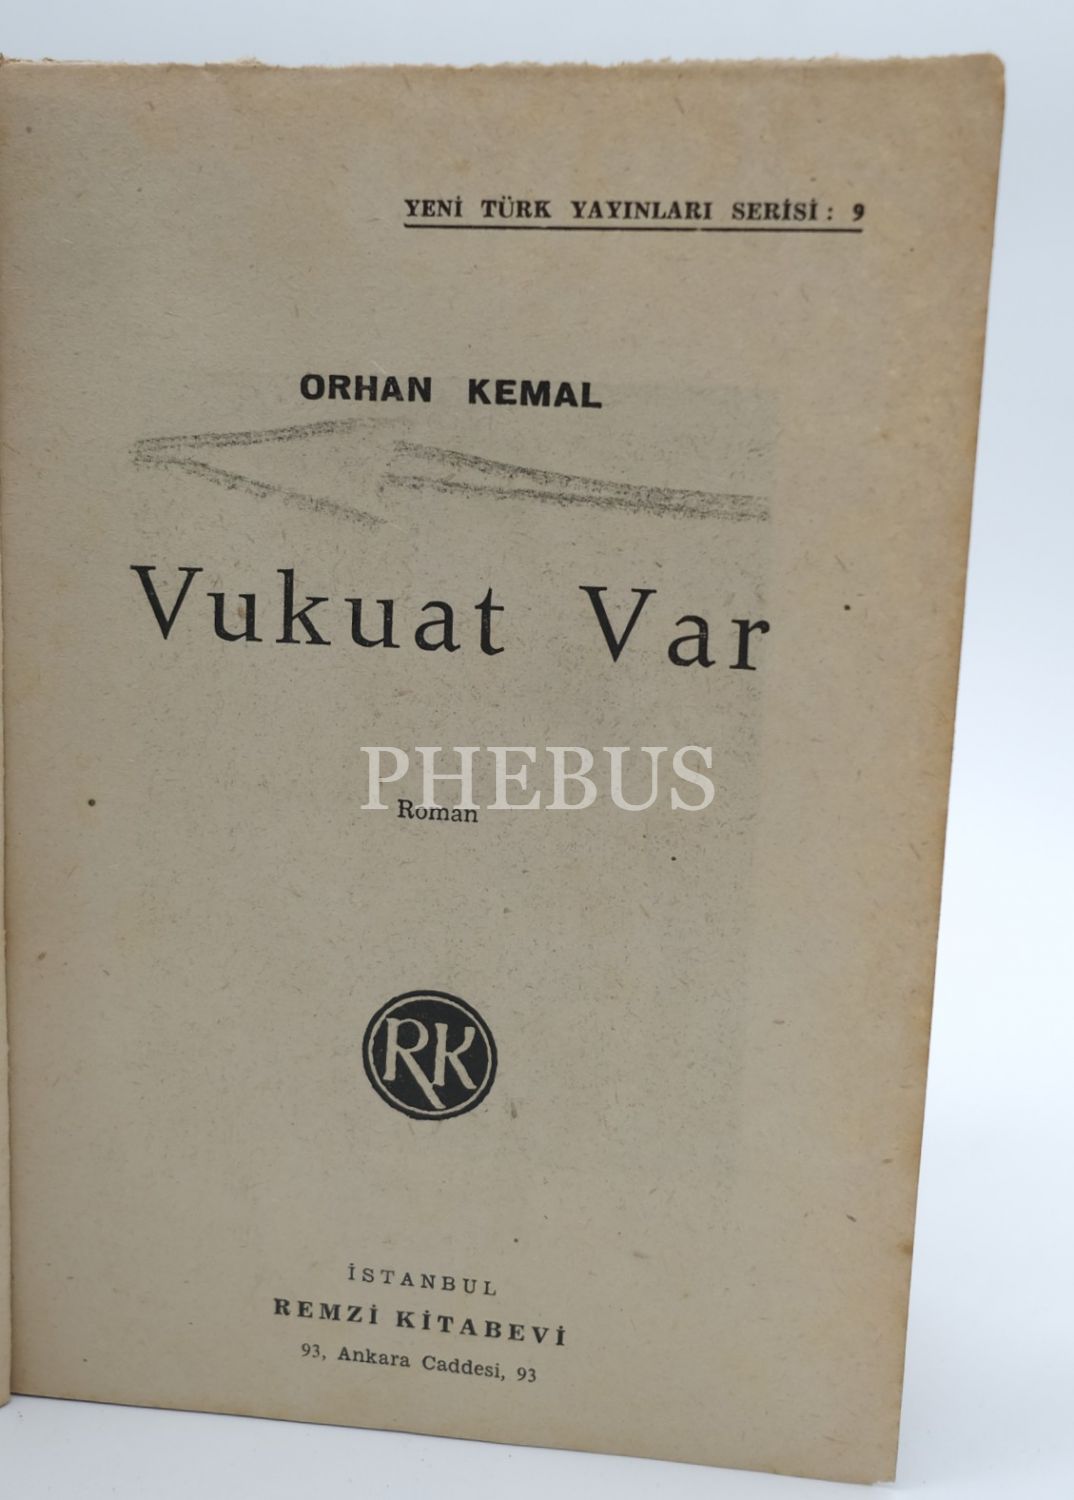 YENİ TÜRK YAYINLARI SERİSİ: 9
ORHAN KEMAL
Vukuat Var
PHEBUS
Roman
RK
İSTANBUL
REMZİ KİTABEVİ
93, Ankara Caddesi, 93